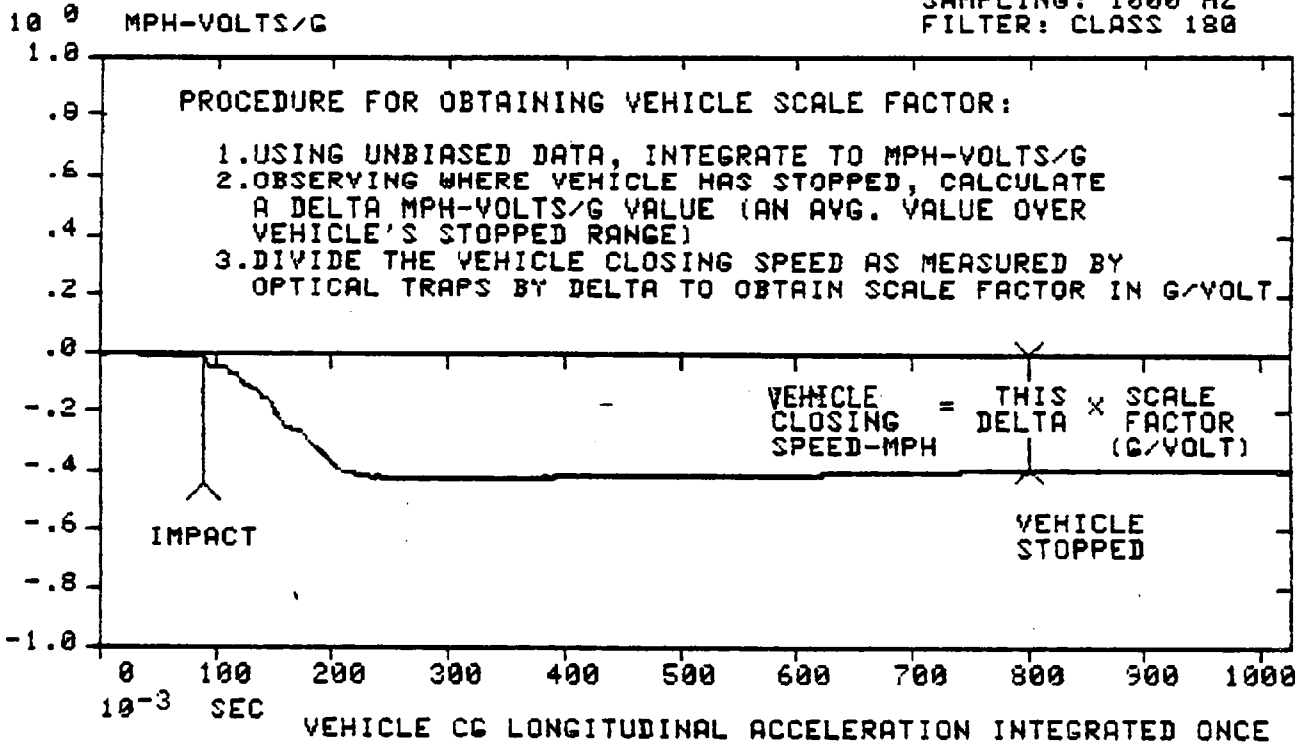 SAMPLING: 1600 HZ
10 0 MPH-VOLTS/G
FILTER: CLASS 180
1.0
PROCEDURE FOR OBTAINING VEHICLE SCALE FACTOR:
.8
1.USING UNBIASED DATA, INTEGRATE TO MPH-VOLTS/G
.6
2.OBSERVING WHERE VEHICLE HAS STOPPED, CALCULATE
A DELTA MPH-VOLTS/G VALUE (AN AVG. VALUE OVER
.4
VEHICLE'S STOPPED RANGE)
3.DIVIDE THE VEHICLE CLOSING SPEED AS MEASURED BY
.2
OPTICAL TRAPS BY DELTA TO OBTAIN SCALE FACTOR IN G/VOLT
.0
VEHICLE = THIS × SCALE
-.2
CLOSING DELTA FACTOR
SPEED-MPH (G/VOLT)
-.4
-.6
IMPACT
VEHICLE
STOPPED
-.8
-1.0
0 100 200 300 400 500 600 700 800 900 1000
10-3 SEC
VEHICLE CG LONGITUDINAL ACCELERATION INTEGRATED ONCE